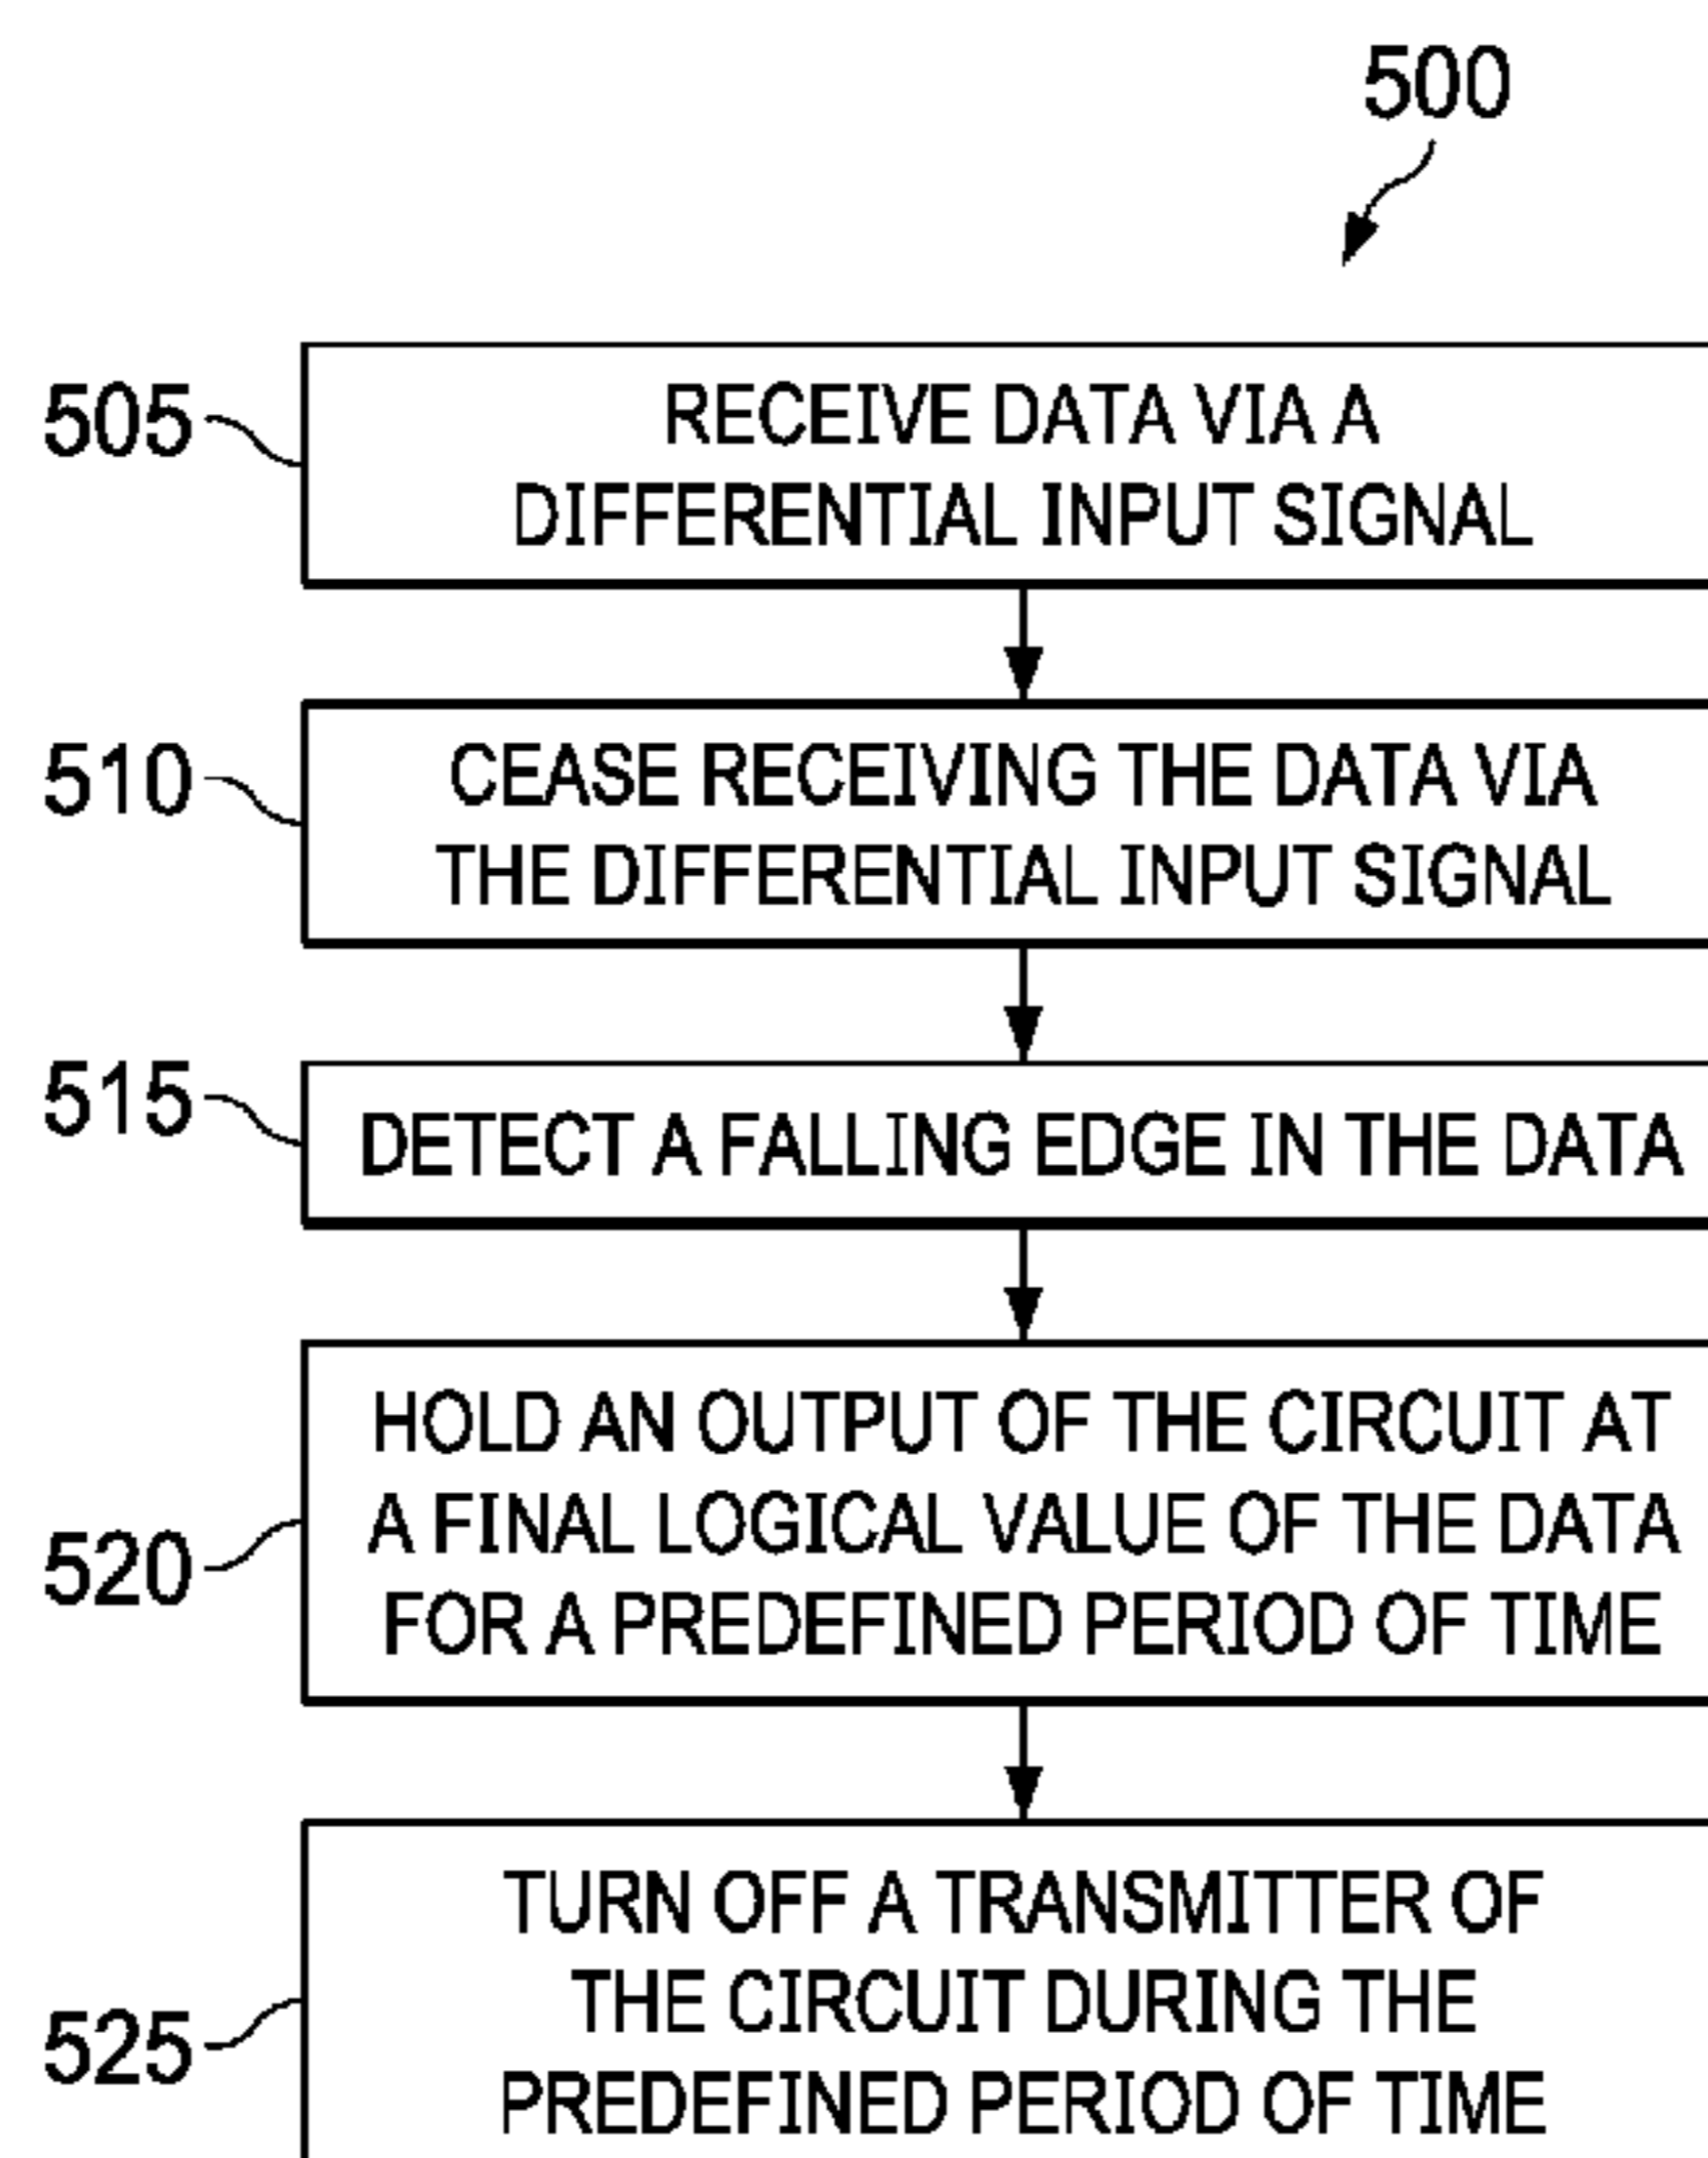 500
505
RECEIVE DATA VIA A
DIFFERENTIAL INPUT SIGNAL
510
CEASE RECEIVING THE DATA VIA
THE DIFFERENTIAL INPUT SIGNAL
515
DETECT A FALLING EDGE IN THE DATA
520
HOLD AN OUTPUT OF THE CIRCUIT AT
A FINAL LOGICAL VALUE OF THE DATA
FOR A PREDEFINED PERIOD OF TIME
525
TURN OFF A TRANSMITTER OF
THE CIRCUIT DURING THE
PREDEFINED PERIOD OF TIME